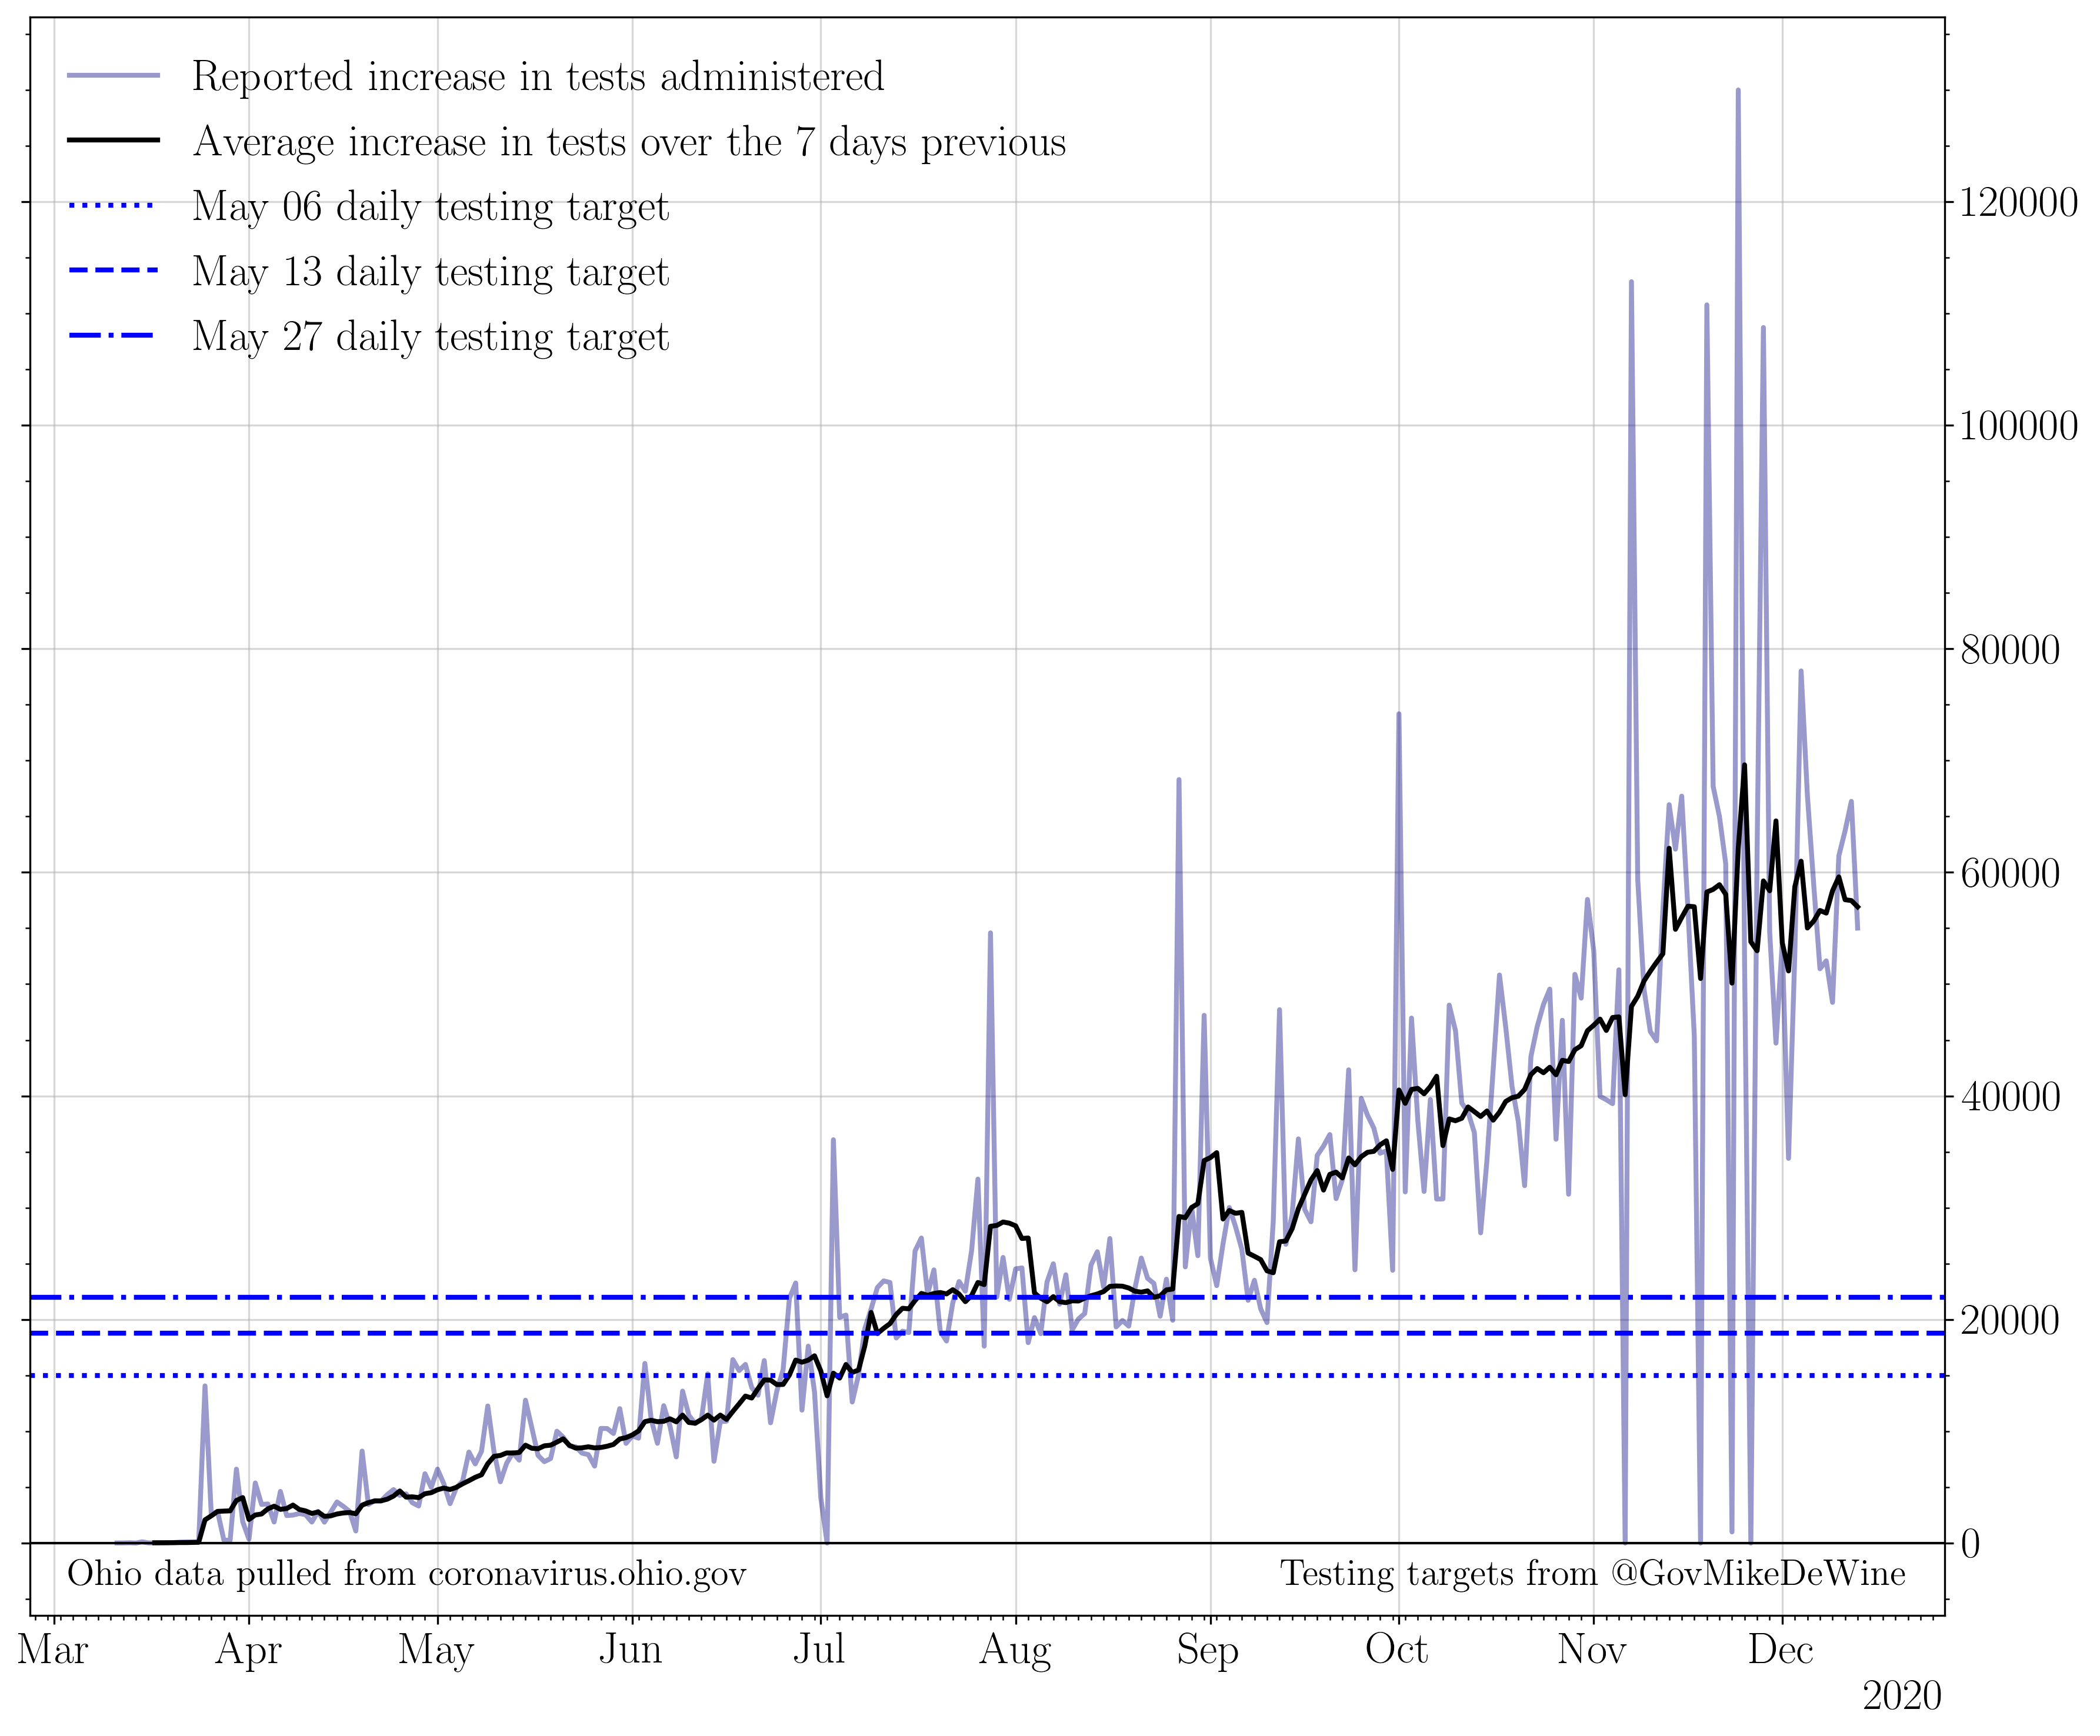 Reported increase in tests administered
Average increase in tests over the 7 days previous
May 06 daily testing target
May 13 daily testing target
May 27 daily testing target
120000
100000
80000
60000
40000
20000
0
Ohio data pulled from coronavirus.ohio.gov
Testing targets from @GovMikeDeWine
Mar Apr May Jun Jul Aug Sep Oct Nov Dec
2020